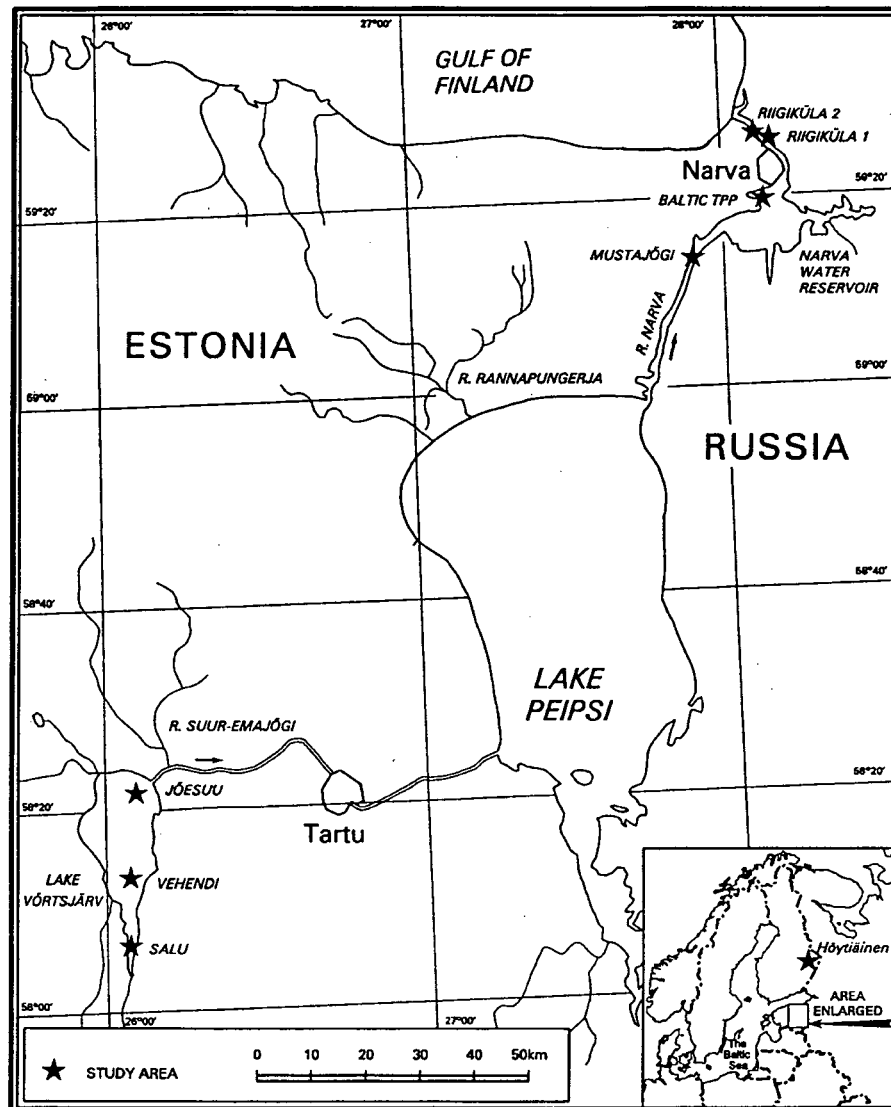 26°00'
27°00'
28°00'
GULF OF
FINLAND
RIIGIKÜLA 2
RIIGIKÜLA 1
Narva
59°20'
BALTIC TPP
59°20'
MUSTAJÕGI
NARVA
WATER
RESERVOIR
R. NARVA
ESTONIA
R. RANNAPUNGERJA
59°00'
59°00'
RUSSIA
58°40'
58°40'
LAKE
PEIPSI
R. SUUR-EMAJÕGI
JÕESUU
58°20'
58°20'
Tartu
LAKE
VÕRTSJÄRV
VEHENDI
SALU
Höytiäinen
58°00'
26°00'
27°00'
AREA
ENLARGED
The
Baltic
Sea
STUDY AREA
0 10 20 30 40 50km